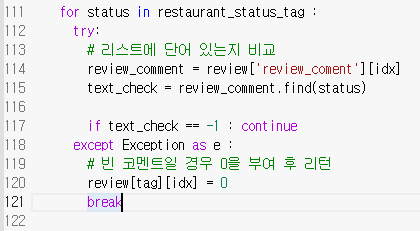 111 for status in restaurant_status_tag :
112 try:
113 # 리스트에 단어 있는지 비교
114 review_comment = review['review_coment'][idx]
115 text_check = review_comment.find(status)
116
117 if text_check == -1 : continue
118 except Exception as e :
119 # 빈 코멘트일 경우 0을 부여 후 리턴
120 review[tag][idx] = 0
121 break
122